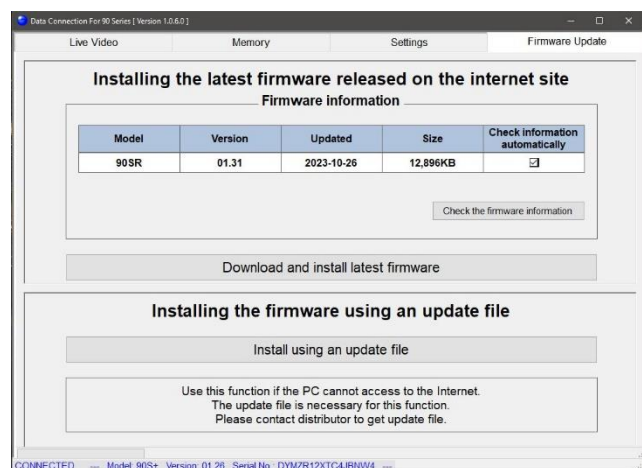 Data Connection For 90 Series [ Version 1.0.6.0 ]
Live Video Memory Settings Firmware Update
Installing the latest firmware released on the internet site
Firmware information
Model Version Updated Size Check information automatically
90SR 01.31 2023-10-26 12,896KB
Check the firmware information
Download and install latest firmware
Installing the firmware using an update file
Install using an update file
Use this function if the PC cannot access to the Internet.
The update file is necessary for this function.
Please contact distributor to get update file.
CONNECTED --- Model: 90S+ Version: 01.26 Serial No.: DYMZR12XTC4JBNW4 ---